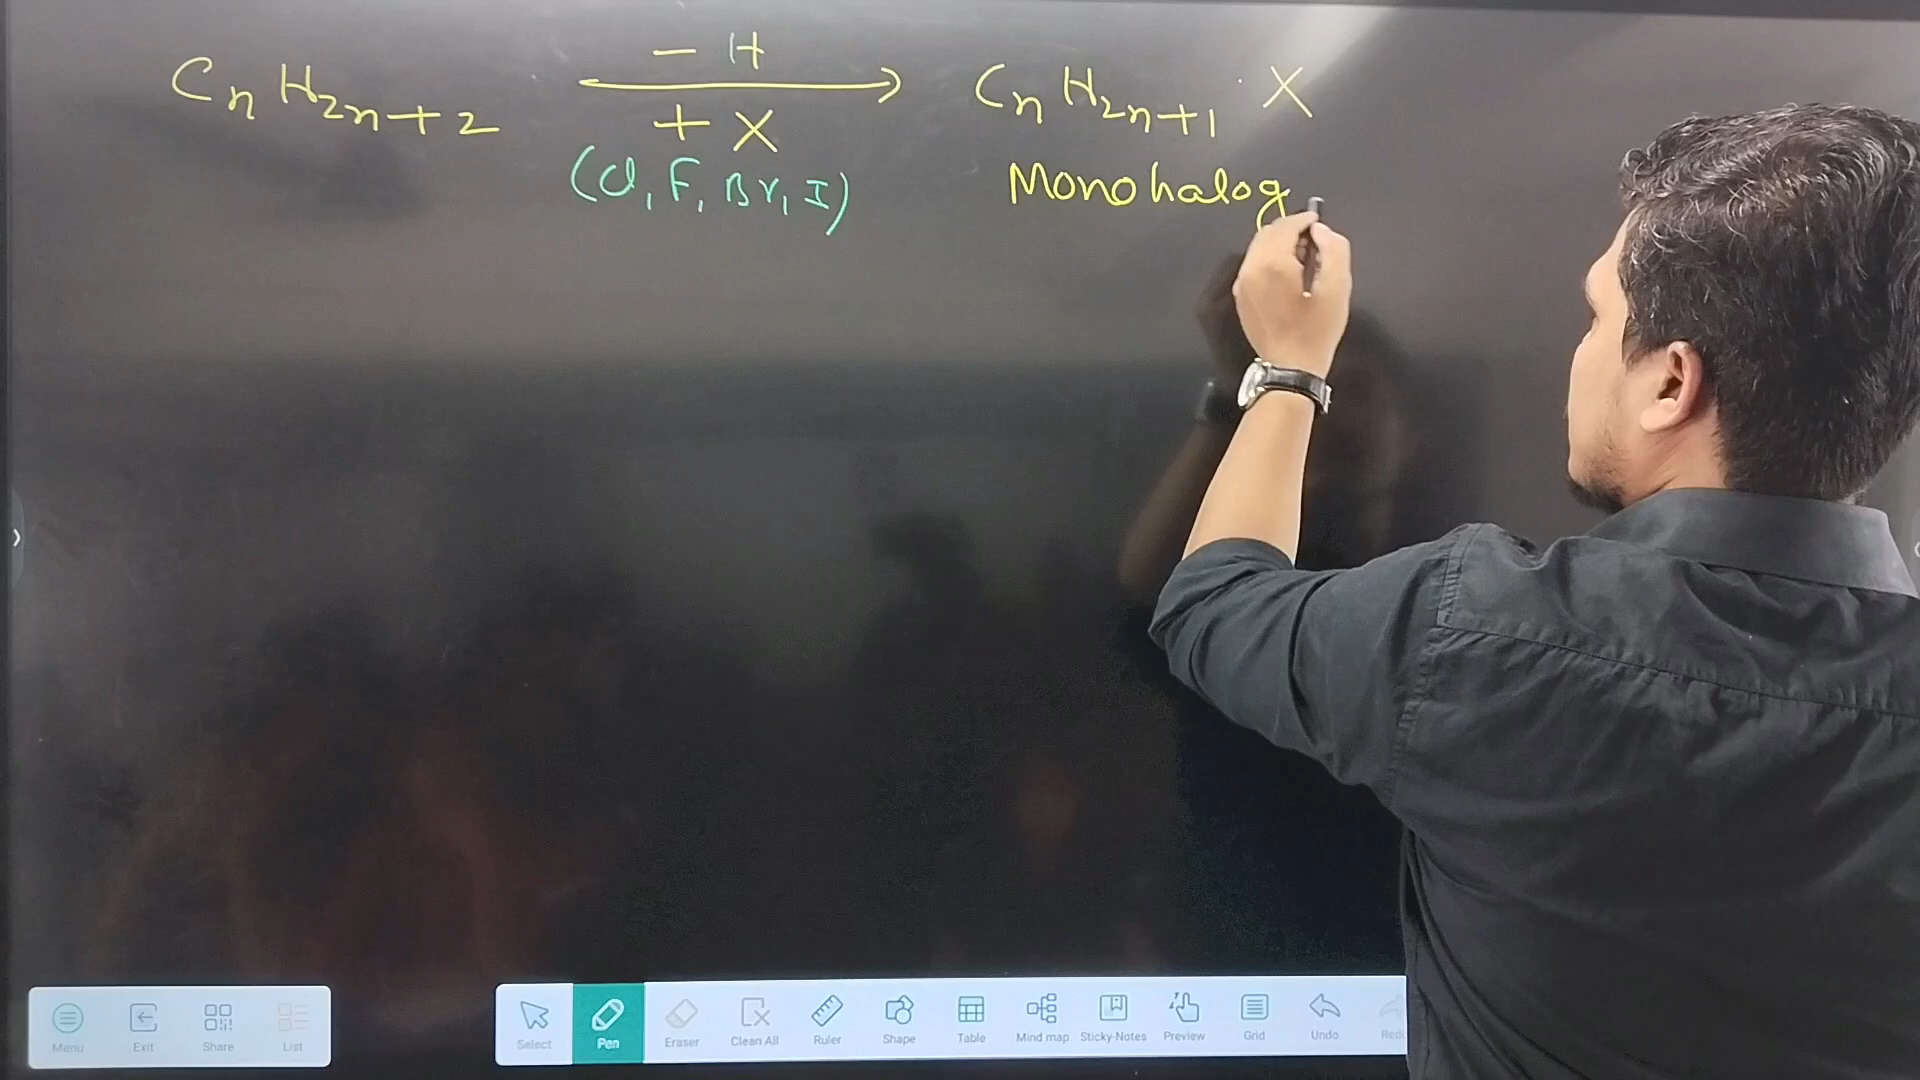 − H
CnH2n+2 ⟶ CnH2n+1 · X
+ X
(Cl, F, Br, I) Monohalog
Menu Exit Share List Select Pen Eraser Clean All Ruler Shape Table Mind map Sticky-Notes Preview Grid Undo Red